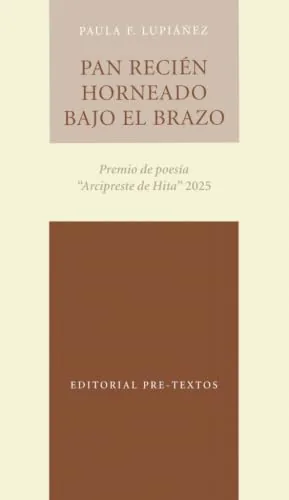 PAULA F. LUPIÁÑEZ
PAN RECIÉN
HORNEADO
BAJO EL BRAZO
Premio de poesía
“Arcipreste de Hita” 2025
EDITORIAL PRE-TEXTOS